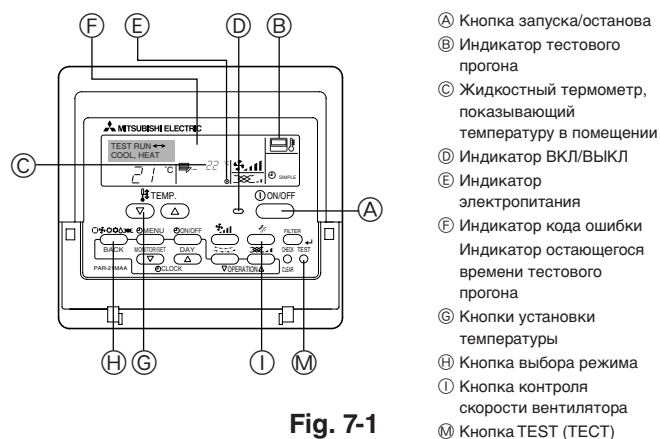 Ⓕ Ⓔ Ⓓ Ⓑ
MITSUBISHI ELECTRIC
TEST RUN
COOL, HEAT
21 °C
22 °C
SIMPLE
Ⓒ
TEMP.
ON/OFF
Ⓐ
MENU
ON/OFF
FILTER
BACK
MONITOR/SET
DAY
CHECK
TEST
PAR-21MAA
CLOCK
OPERATION
CLEAR
Ⓗ Ⓖ Ⓘ Ⓜ
Fig. 7-1
Ⓐ Кнопка запуска/останова
Ⓑ Индикатор тестового
прогона
Ⓒ Жидкостный термометр,
показывающий
температуру в помещении
Ⓓ Индикатор ВКЛ/ВЫКЛ
Ⓔ Индикатор
электропитания
Ⓕ Индикатор кода ошибки
Индикатор остающегося
времени тестового
прогона
Ⓖ Кнопки установки
температуры
Ⓗ Кнопка выбора режима
Ⓘ Кнопка контроля
скорости вентилятора
Ⓜ Кнопка TEST (ТЕСТ)